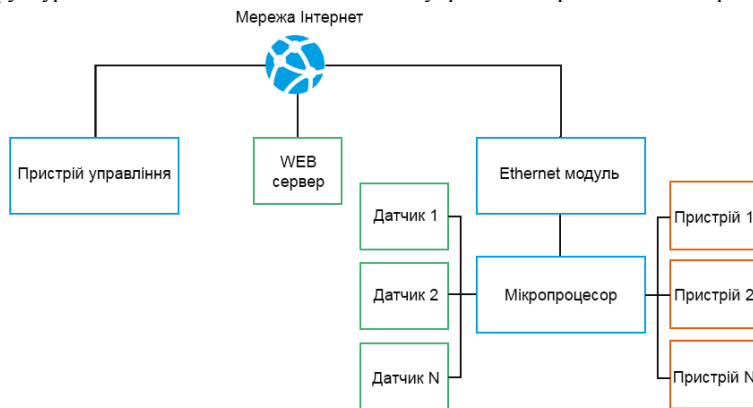 Мережа Інтернет
Пристрій управління
WEB
сервер
Ethernet модуль
Датчик 1
Пристрій 1
Датчик 2
Мікропроцесор
Пристрій 2
Датчик N
Пристрій N